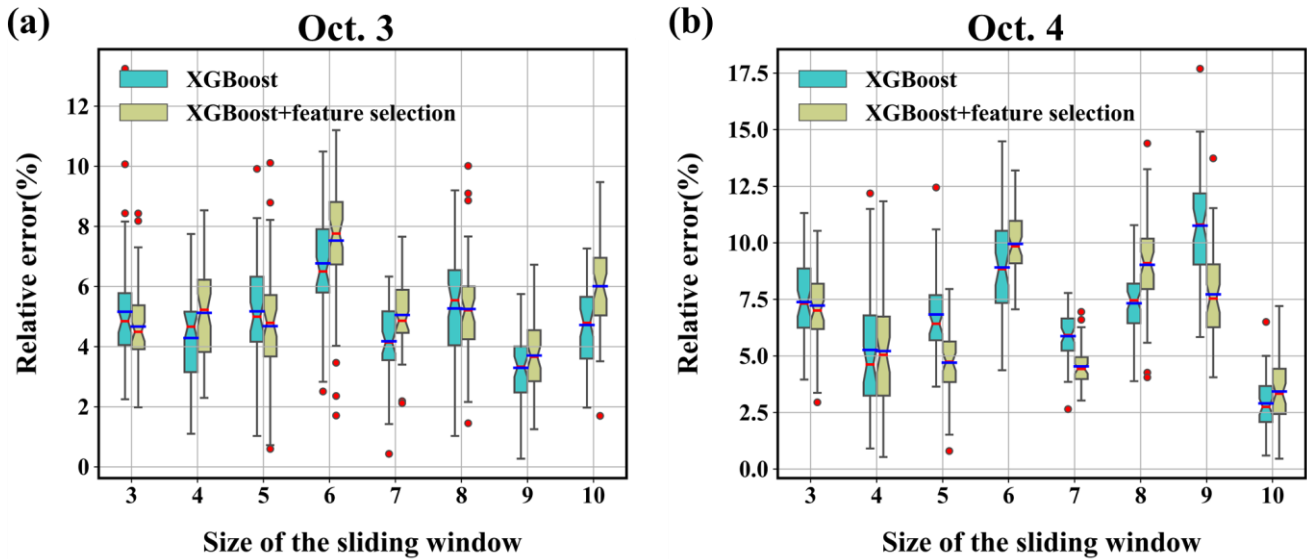 (a)
Oct. 3
XGBoost
XGBoost+feature selection
Relative error(%)
12
10
8
6
4
2
0
3 4 5 6 7 8 9 10
Size of the sliding window
(b)
Oct. 4
XGBoost
XGBoost+feature selection
Relative error(%)
17.5
15.0
12.5
10.0
7.5
5.0
2.5
0.0
3 4 5 6 7 8 9 10
Size of the sliding window